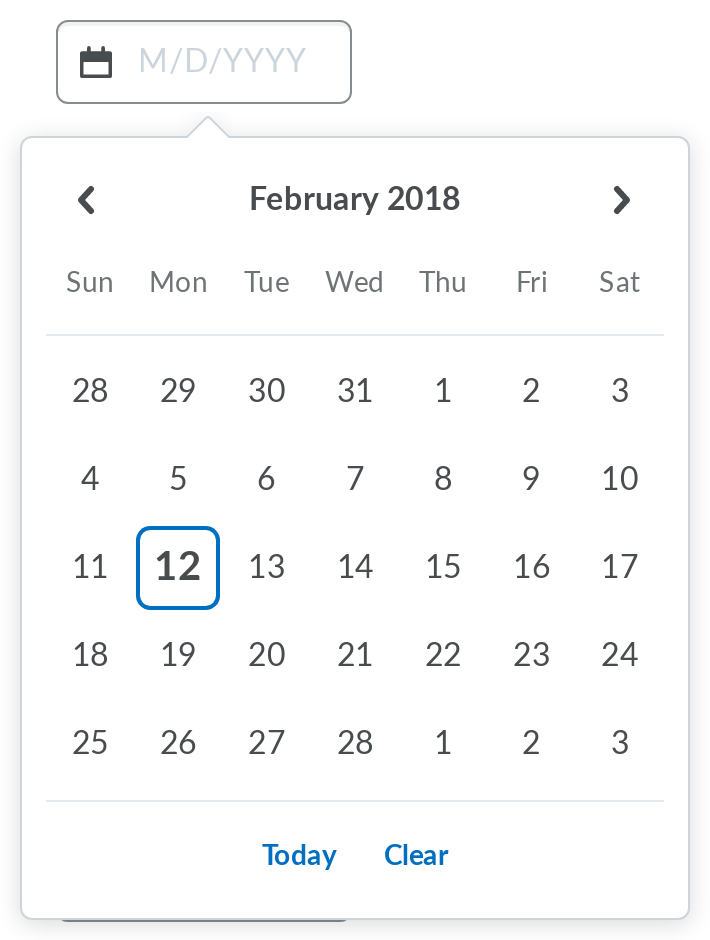 M/D/YYYY
February 2018
Sun Mon Tue Wed Thu Fri Sat
28 29 30 31 1 2 3
4 5 6 7 8 9 10
11 12 13 14 15 16 17
18 19 20 21 22 23 24
25 26 27 28 1 2 3
Today Clear